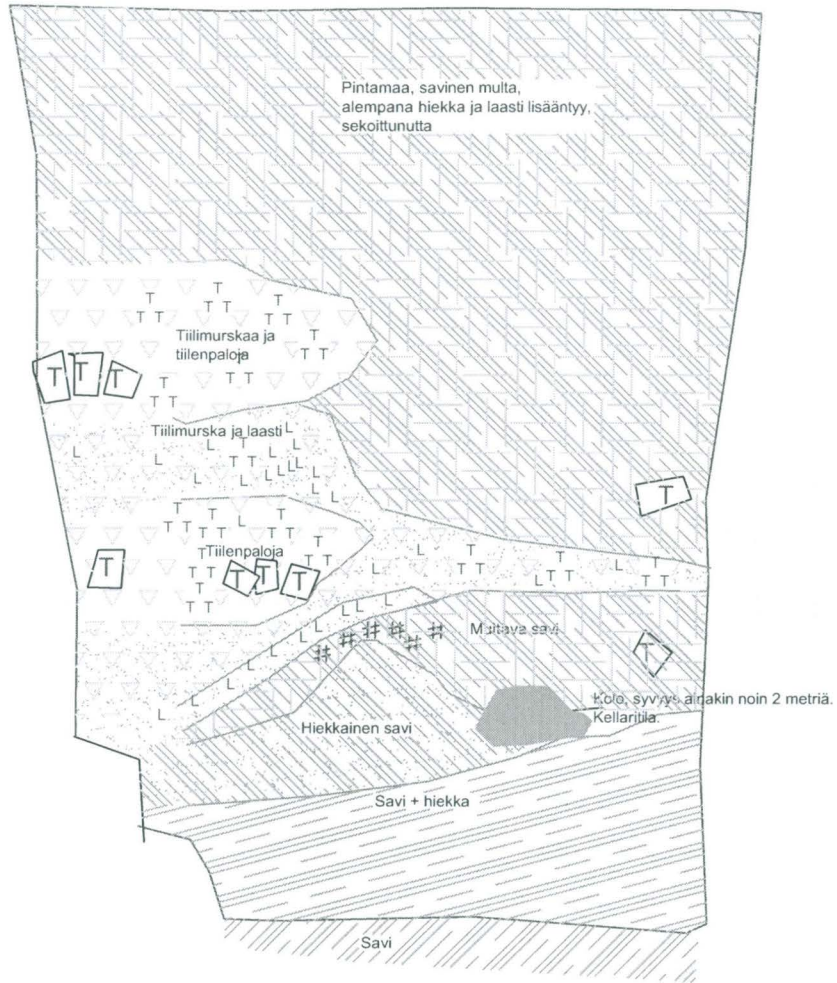 Pintamaa, savinen multa,
alempana hiekka ja laasti lisääntyy,
sekoittunutta
Tiilimurskaa ja
tiilenpaloja
Tiilimurska ja laasti
Tiilenpaloja
Multava savi
Kolo, syvyys ainakin noin 2 metriä.
Kellaritila.
Hiekkainen savi
Savi + hiekka
Savi